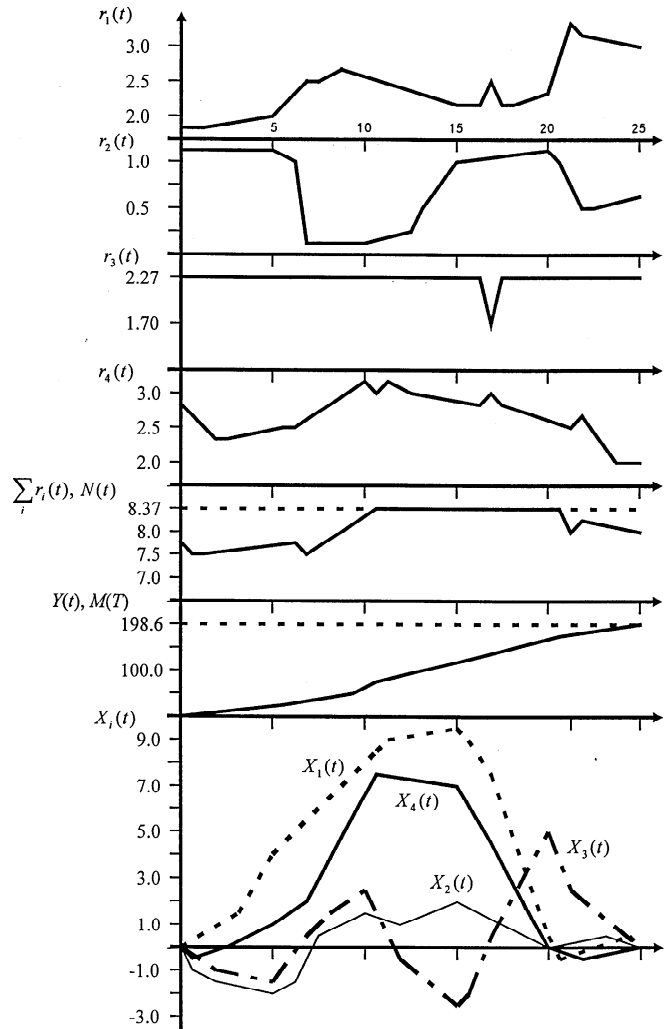 r₁(t)
3.0
2.5
2.0
5 10 15 20 25
r₂(t)
1.0
0.5
r₃(t)
2.27
1.70
r₄(t)
3.0
2.5
2.0
∑ᵢ rᵢ(t), N(t)
8.37
8.0
7.5
7.0
Y(t), M(T)
198.6
100.0
Xᵢ(t)
9.0
X₁(t)
7.0
X₄(t)
5.0
X₃(t)
3.0
X₂(t)
1.0
-1.0
-3.0